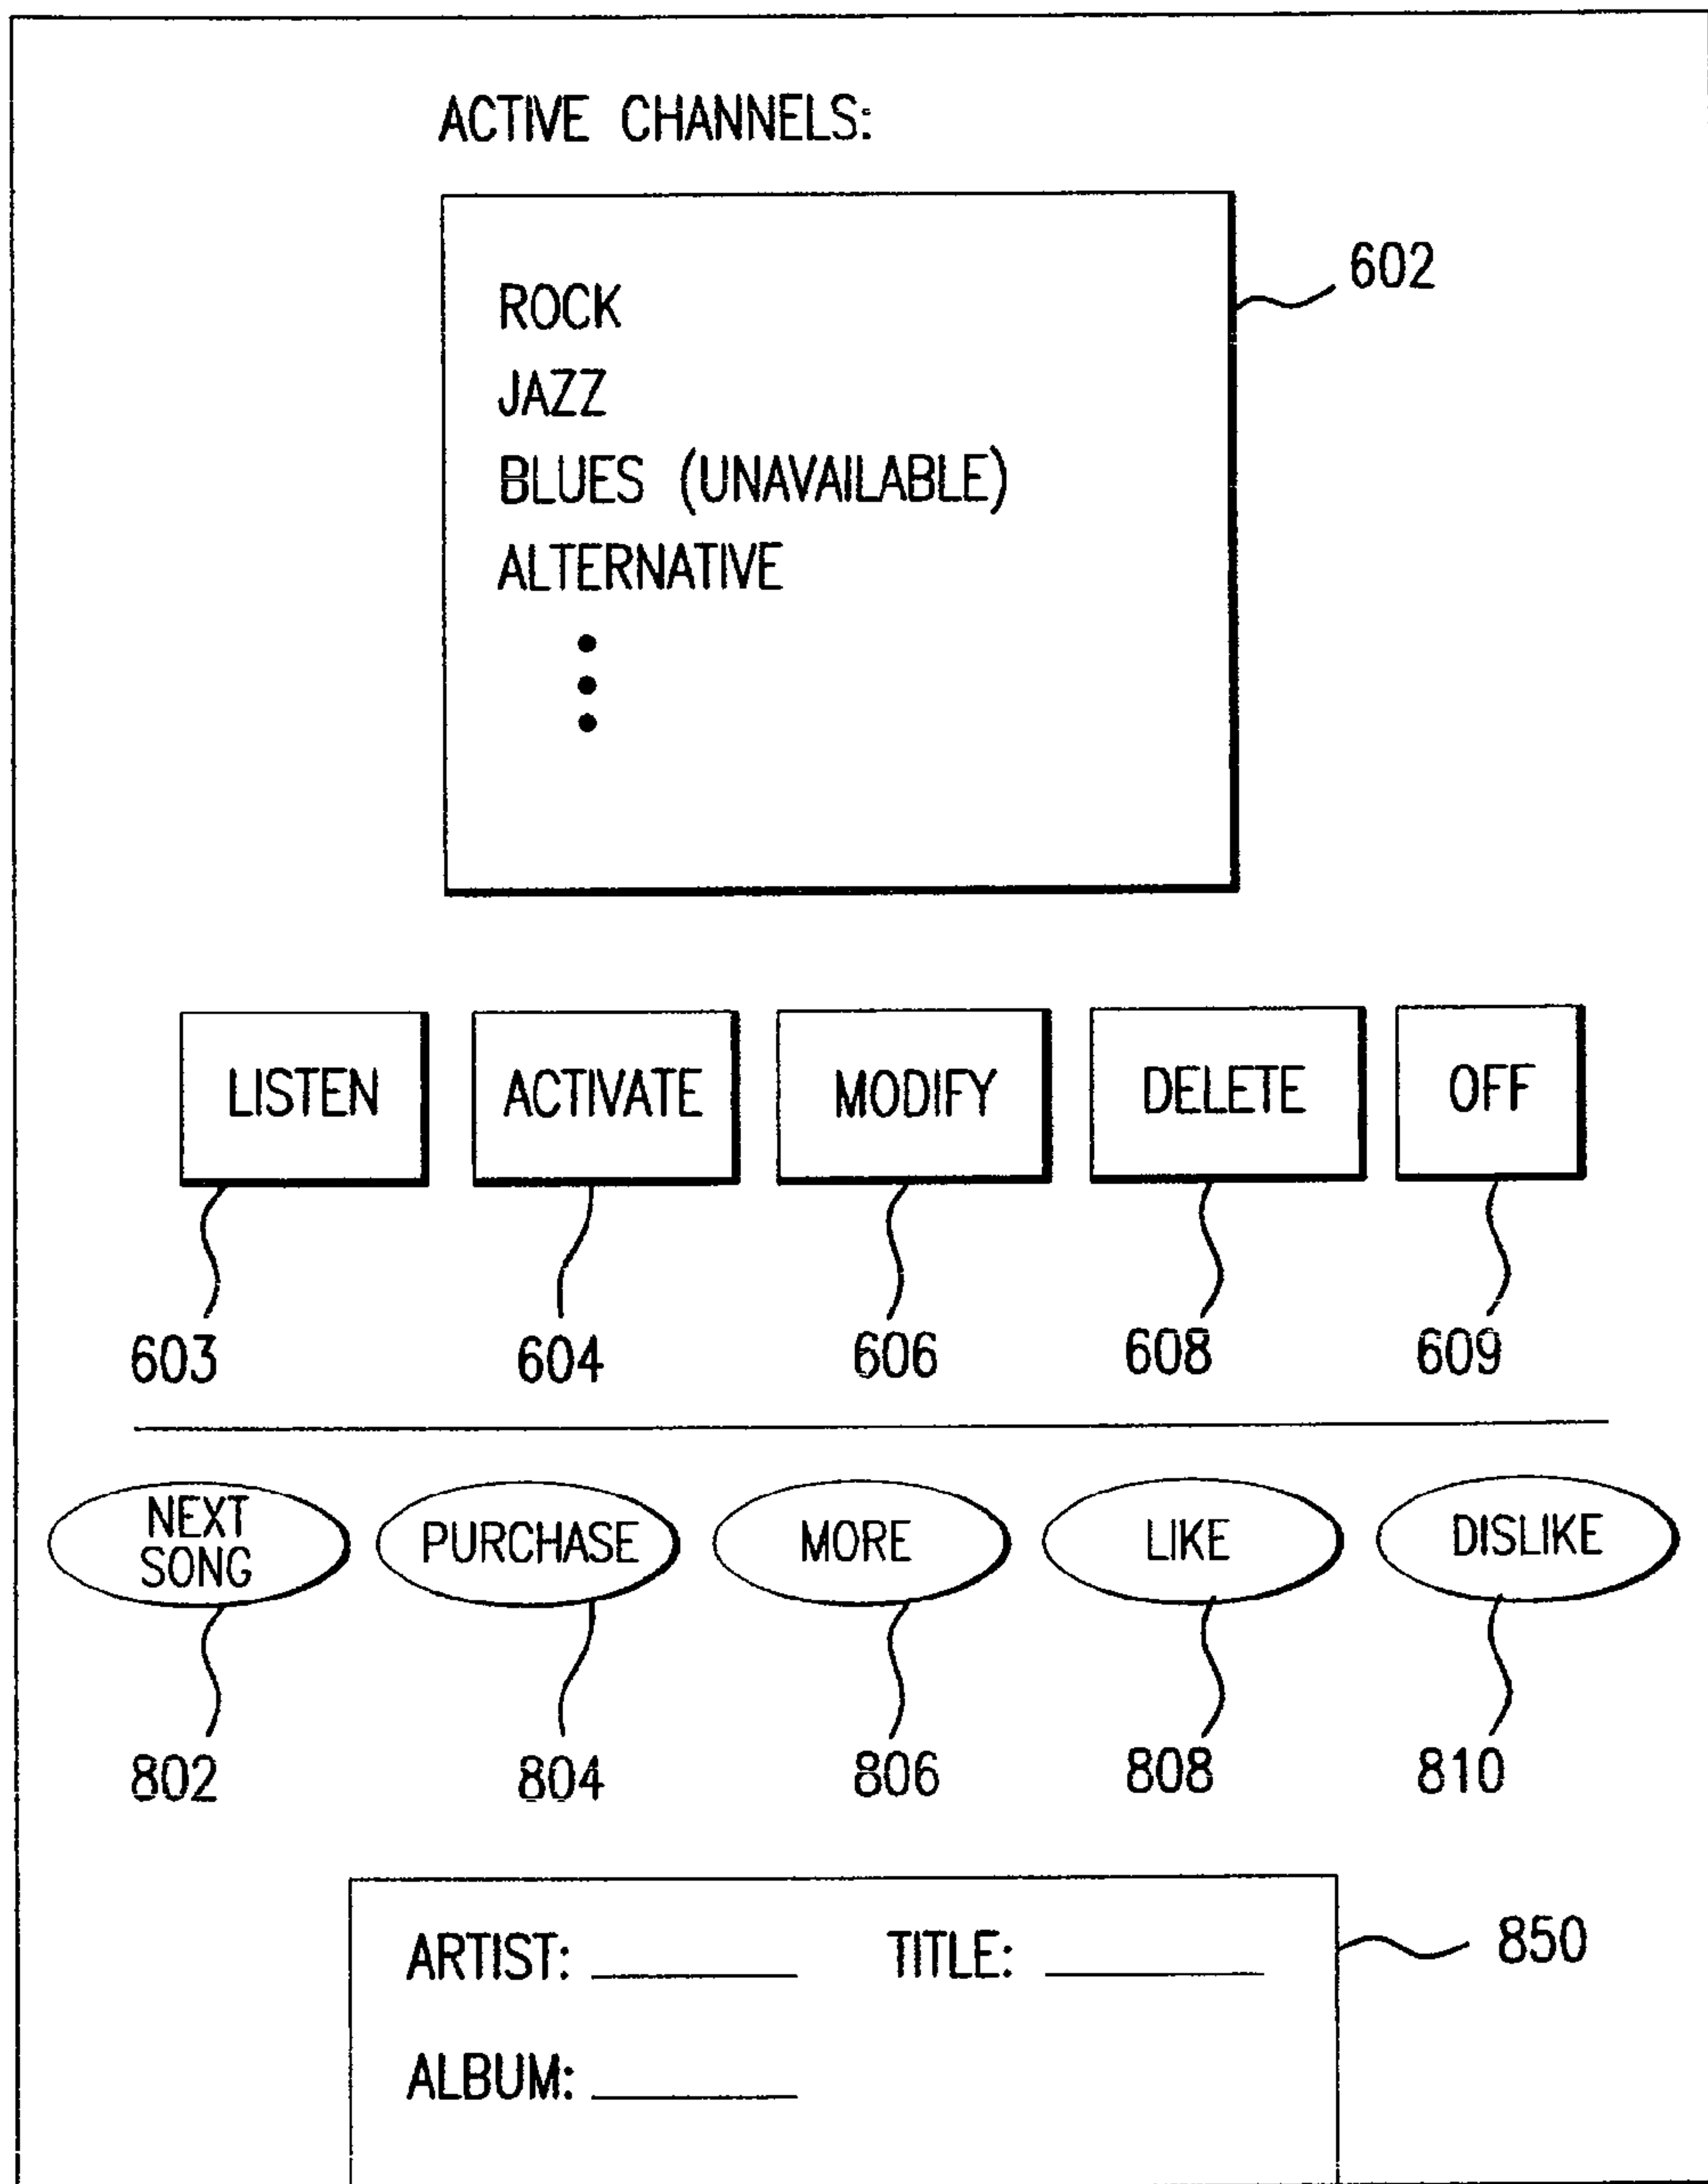 ACTIVE CHANNELS:
602
ROCK
JAZZ
BLUES (UNAVAILABLE)
ALTERNATIVE
LISTEN ACTIVATE MODIFY DELETE OFF
603 604 606 608 609
NEXT SONG PURCHASE MORE LIKE DISLIKE
802 804 806 808 810
ARTIST: TITLE: 850
ALBUM: